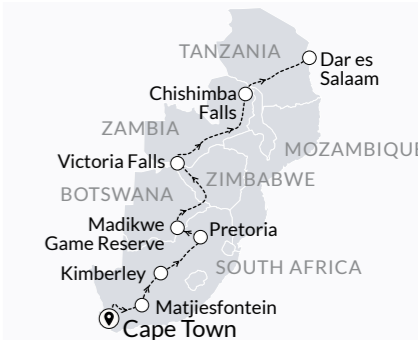 TANZANIA
Dar es
Salaam
Chishimba
Falls
ZAMBIA
MOZAMBIQUE
Victoria Falls
ZIMBABWE
BOTSWANA
Madikwe
Game Reserve
Pretoria
Kimberley
SOUTH AFRICA
Matjiesfontein
Cape Town